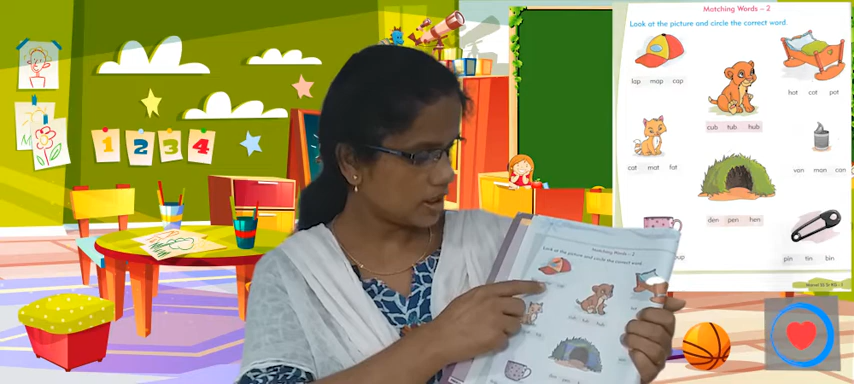 Matching Words - 2
Look at the picture and circle the correct word.
lap map cap
cub tub hub
hot cot pot
cat mat fat
van man can
den pen hen
pup
pin tin bin
1 2 3 4
Matching Words - 2
Look at the picture and circle the correct word.